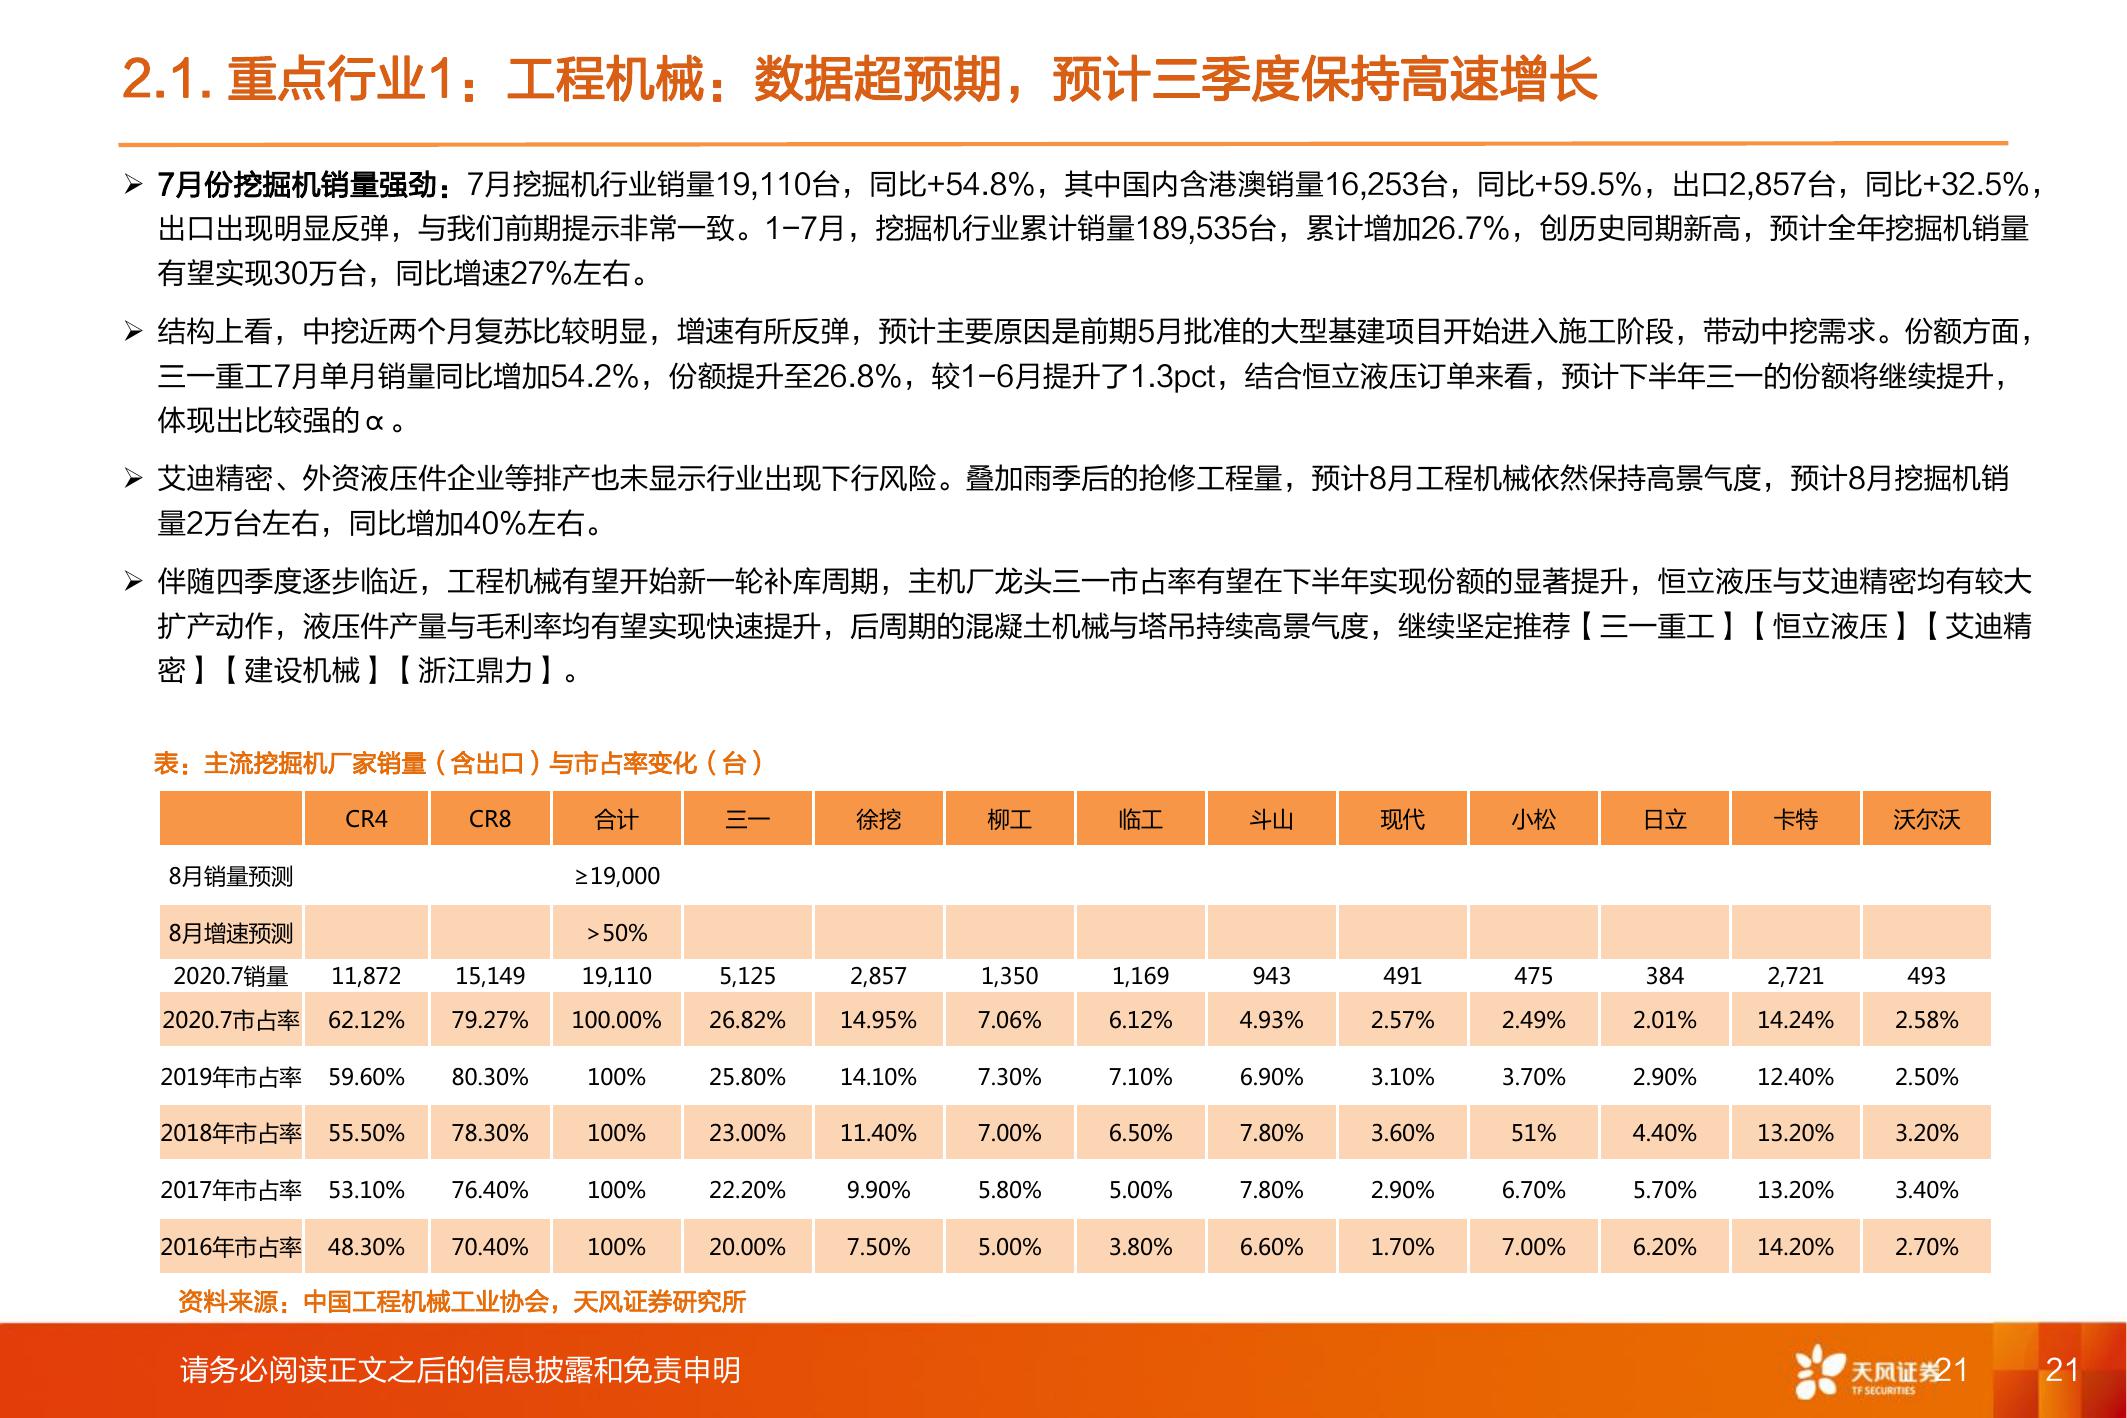 2.1. 重点行业1：工程机械：数据超预期，预计三季度保持高速增长
➢ 7月份挖掘机销量强劲：7月挖掘机行业销量19,110台，同比+54.8%，其中国内含港澳销量16,253台，同比+59.5%，出口2,857台，同比+32.5%，
出口出现明显反弹，与我们前期提示非常一致。1-7月，挖掘机行业累计销量189,535台，累计增加26.7%，创历史同期新高，预计全年挖掘机销量
有望实现30万台，同比增速27%左右。
➢ 结构上看，中挖近两个月复苏比较明显，增速有所反弹，预计主要原因是前期5月批准的大型基建项目开始进入施工阶段，带动中挖需求。份额方面，
三一重工7月单月销量同比增加54.2%，份额提升至26.8%，较1-6月提升了1.3pct，结合恒立液压订单来看，预计下半年三一的份额将继续提升，
体现出比较强的α。
➢ 艾迪精密、外资液压件企业等排产也未显示行业出现下行风险。叠加雨季后的抢修工程量，预计8月工程机械依然保持高景气度，预计8月挖掘机销
量2万台左右，同比增加40%左右。
➢ 伴随四季度逐步临近，工程机械有望开始新一轮补库周期，主机厂龙头三一市占率有望在下半年实现份额的显著提升，恒立液压与艾迪精密均有较大
扩产动作，液压件产量与毛利率均有望实现快速提升，后周期的混凝土机械与塔吊持续高景气度，继续坚定推荐【三一重工】【恒立液压】【艾迪精
密】【建设机械】【浙江鼎力】。
表：主流挖掘机厂家销量（含出口）与市占率变化（台）
CR4 CR8 合计 三一 徐挖 柳工 临工 斗山 现代 小松 日立 卡特 沃尔沃
8月销量预测 ≥19,000
8月增速预测 >50%
2020.7销量 11,872 15,149 19,110 5,125 2,857 1,350 1,169 943 491 475 384 2,721 493
2020.7市占率 62.12% 79.27% 100.00% 26.82% 14.95% 7.06% 6.12% 4.93% 2.57% 2.49% 2.01% 14.24% 2.58%
2019年市占率 59.60% 80.30% 100% 25.80% 14.10% 7.30% 7.10% 6.90% 3.10% 3.70% 2.90% 12.40% 2.50%
2018年市占率 55.50% 78.30% 100% 23.00% 11.40% 7.00% 6.50% 7.80% 3.60% 51% 4.40% 13.20% 3.20%
2017年市占率 53.10% 76.40% 100% 22.20% 9.90% 5.80% 5.00% 7.80% 2.90% 6.70% 5.70% 13.20% 3.40%
2016年市占率 48.30% 70.40% 100% 20.00% 7.50% 5.00% 3.80% 6.60% 1.70% 7.00% 6.20% 14.20% 2.70%
资料来源：中国工程机械工业协会，天风证券研究所
请务必阅读正文之后的信息披露和免责申明
天风证券 21 21
TF SECURITIES